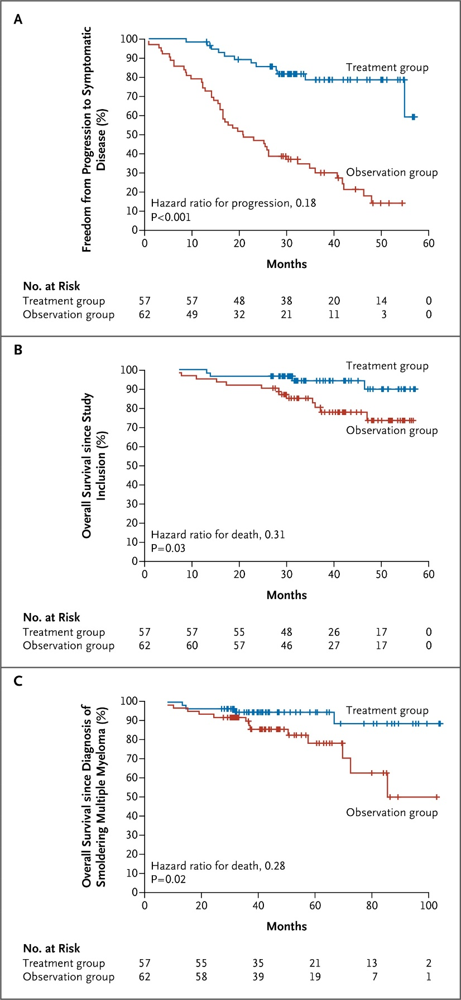 A
Freedom from Progression to Symptomatic
Disease (%)
100
90
80
70
60
50
40
30
20
10
0
Treatment group
Observation group
Hazard ratio for progression, 0.18
P<0.001
0 10 20 30 40 50 60
Months
No. at Risk
Treatment group 57 57 48 38 20 14 0
Observation group 62 49 32 21 11 3 0
B
Overall Survival since Study
Inclusion (%)
100
90
80
70
60
50
40
30
20
10
0
Treatment group
Observation group
Hazard ratio for death, 0.31
P=0.03
0 10 20 30 40 50 60
Months
No. at Risk
Treatment group 57 57 55 48 26 17 0
Observation group 62 60 57 46 27 17 0
C
Overall Survival since Diagnosis of
Smoldering Multiple Myeloma (%)
100
90
80
70
60
50
40
30
20
10
0
Treatment group
Observation group
Hazard ratio for death, 0.28
P=0.02
0 20 40 60 80 100
Months
No. at Risk
Treatment group 57 55 35 21 13 2
Observation group 62 58 39 19 7 1